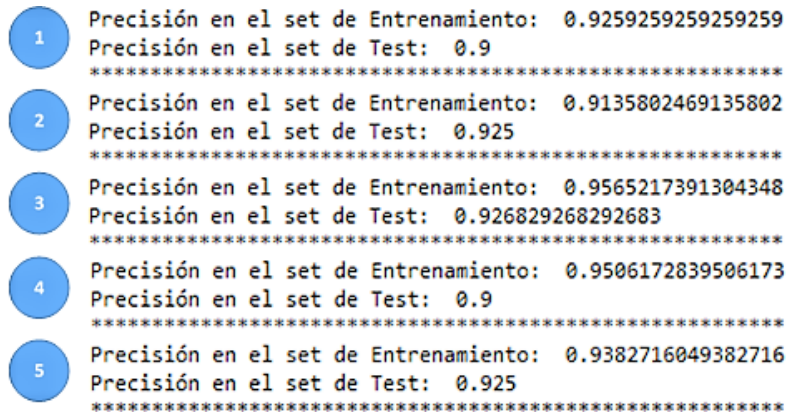 1
Precisión en el set de Entrenamiento: 0.9259259259259259
Precisión en el set de Test: 0.9
*********************************************************
2
Precisión en el set de Entrenamiento: 0.9135802469135802
Precisión en el set de Test: 0.925
*********************************************************
3
Precisión en el set de Entrenamiento: 0.9565217391304348
Precisión en el set de Test: 0.926829268292683
*********************************************************
4
Precisión en el set de Entrenamiento: 0.9506172839506173
Precisión en el set de Test: 0.9
*********************************************************
5
Precisión en el set de Entrenamiento: 0.9382716049382716
Precisión en el set de Test: 0.925
*********************************************************